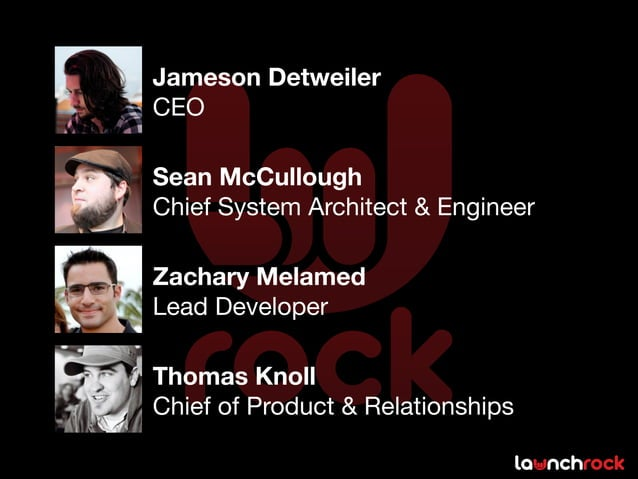 Jameson Detweiler
CEO
Sean McCullough
Chief System Architect & Engineer
Zachary Melamed
Lead Developer
Thomas Knoll
Chief of Product & Relationships
rock
launchrock